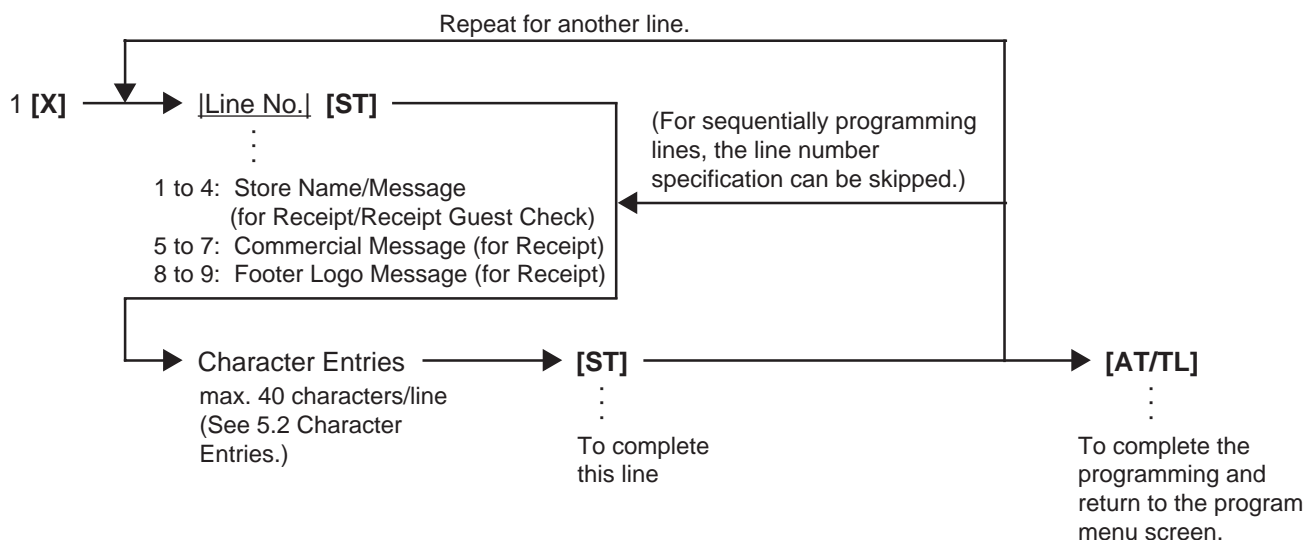 Repeat for another line.
1 [X]
|Line No.| [ST]
(For sequentially programming
lines, the line number
specification can be skipped.)
1 to 4: Store Name/Message
(for Receipt/Receipt Guest Check)
5 to 7: Commercial Message (for Receipt)
8 to 9: Footer Logo Message (for Receipt)
Character Entries
max. 40 characters/line
(See 5.2 Character
Entries.)
[ST]
To complete
this line
[AT/TL]
To complete the
programming and
return to the program
menu screen.